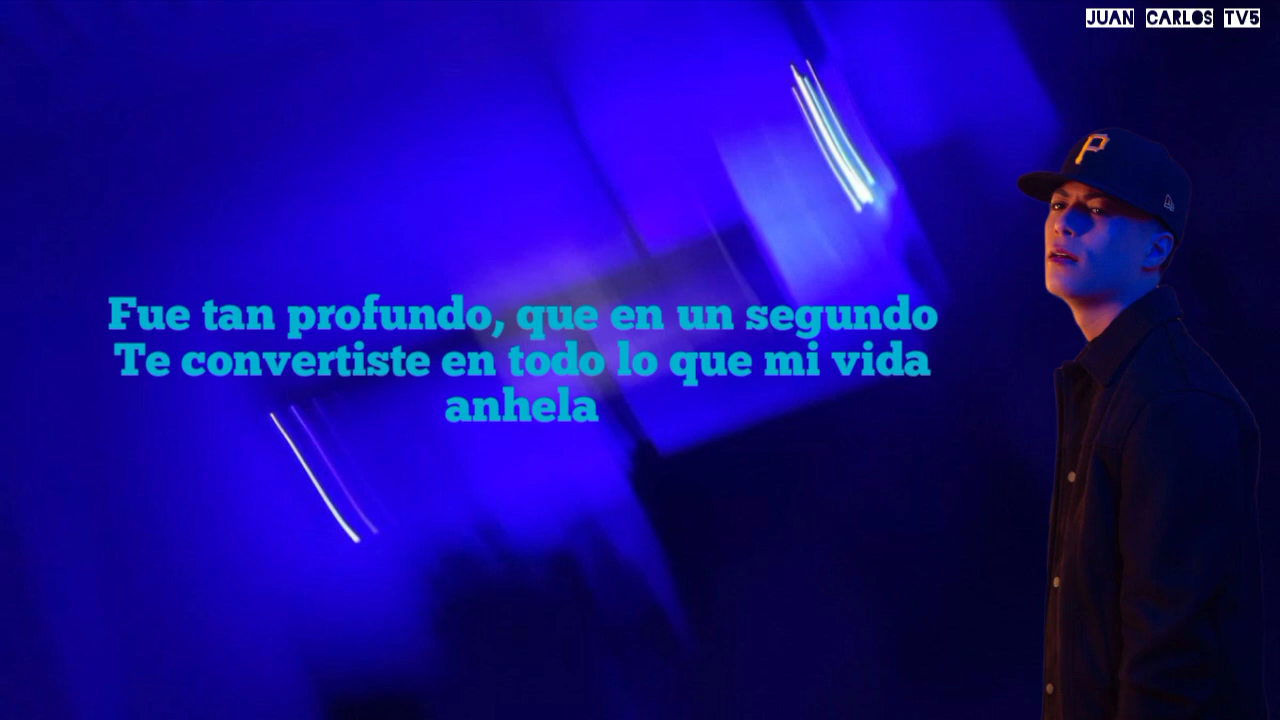 JUAN CARLOS TV5
P
Fue tan profundo, que en un segundo
Te convertiste en todo lo que mi vida
anhela